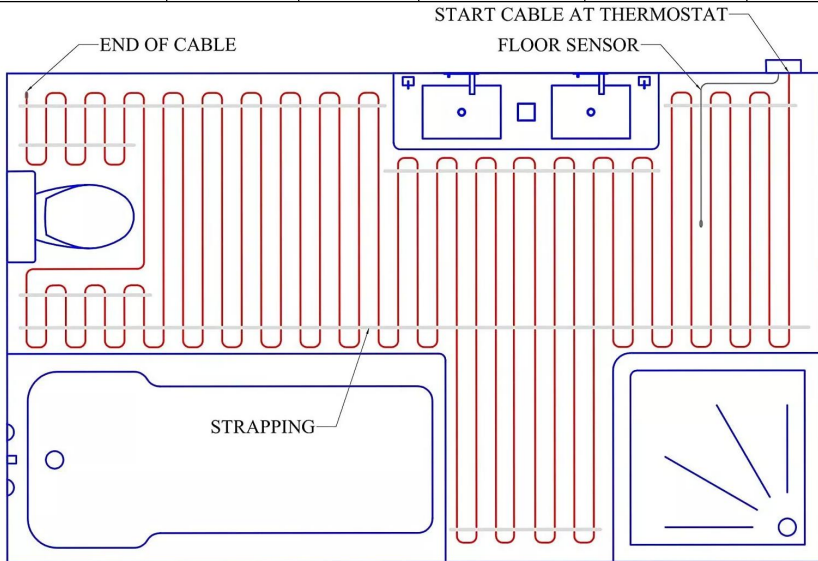 START CABLE AT THERMOSTAT
END OF CABLE
FLOOR SENSOR
STRAPPING